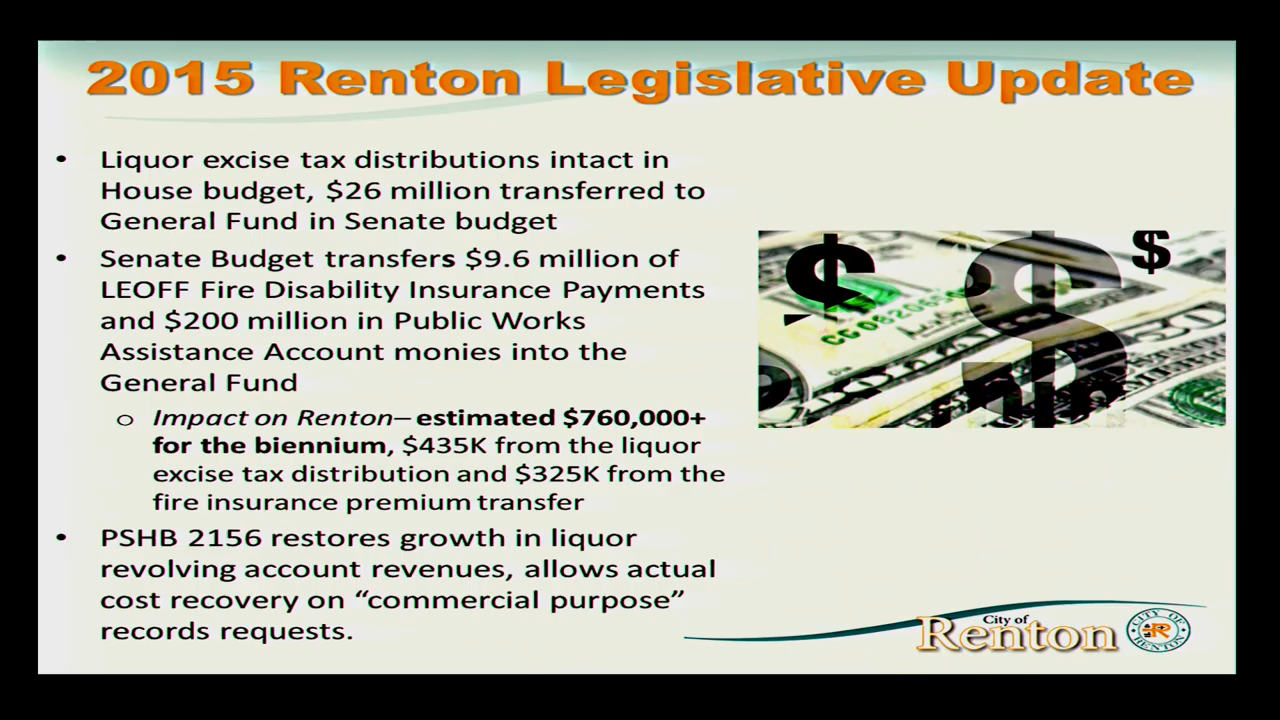 2015 Renton Legislative Update
• Liquor excise tax distributions intact in
House budget, $26 million transferred to
General Fund in Senate budget
• Senate Budget transfers $9.6 million of
LEOFF Fire Disability Insurance Payments
and $200 million in Public Works
Assistance Account monies into the
General Fund
o Impact on Renton– estimated $760,000+
for the biennium, $435K from the liquor
excise tax distribution and $325K from the
fire insurance premium transfer
• PSHB 2156 restores growth in liquor
revolving account revenues, allows actual
cost recovery on “commercial purpose”
records requests.
$ $ $
City of
Renton
CITY OF
R
RENTON